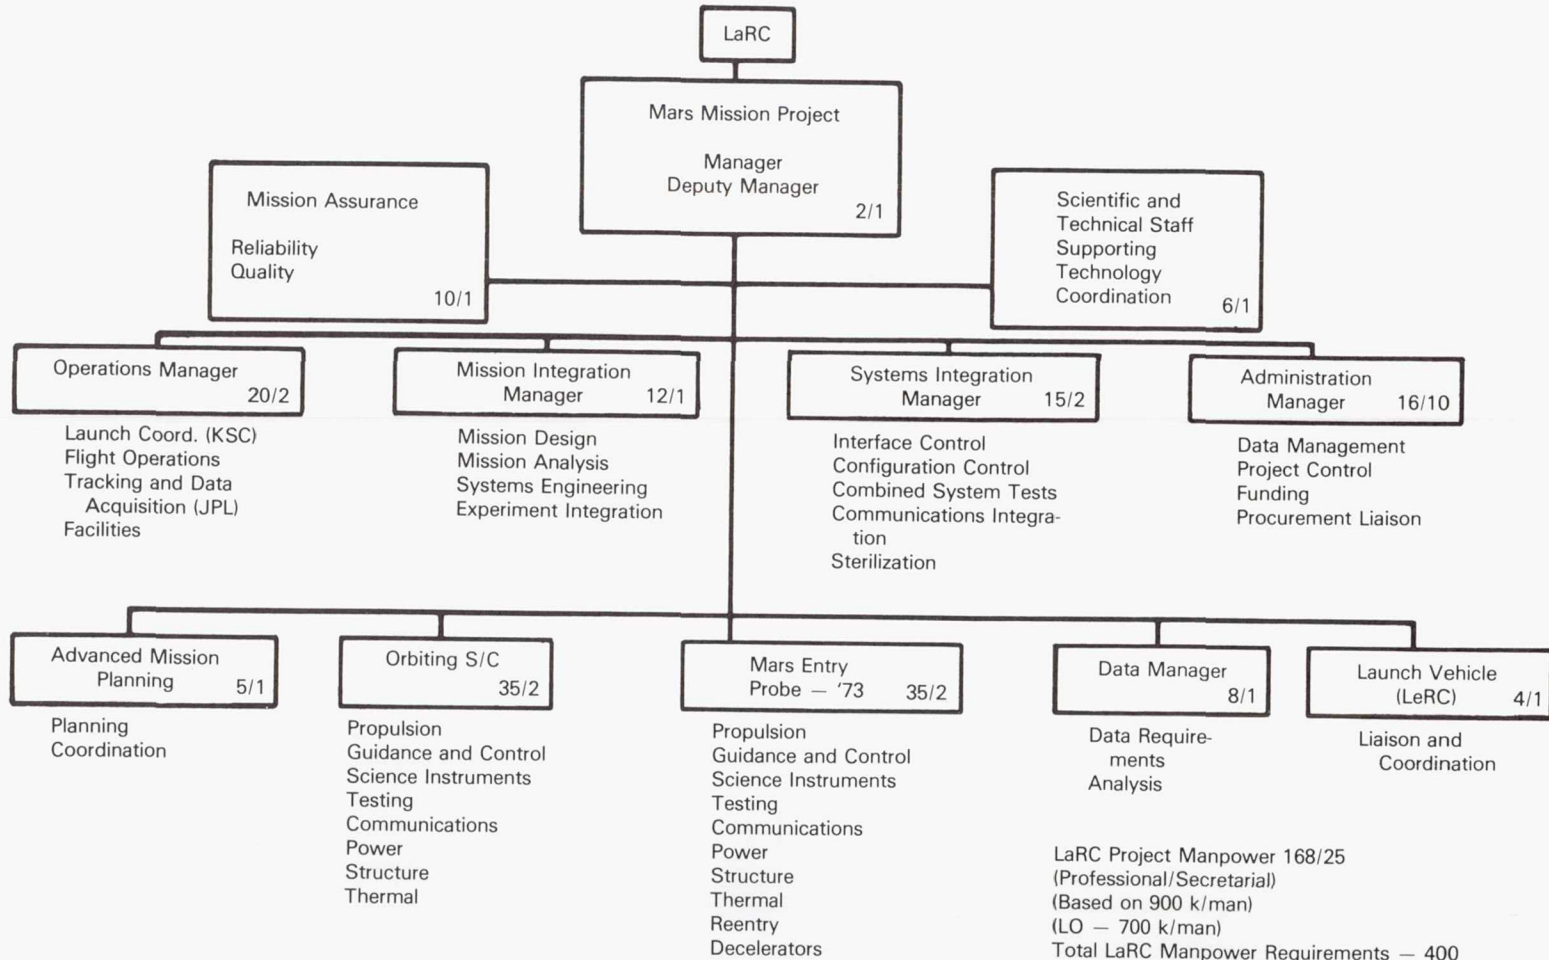 LaRC
Mars Mission Project
Manager
Deputy Manager
2/1
Mission Assurance
Reliability
Quality
10/1
Scientific and
Technical Staff
Supporting
Technology
Coordination
6/1
Operations Manager
20/2
Launch Coord. (KSC)
Flight Operations
Tracking and Data
Acquisition (JPL)
Facilities
Mission Integration
Manager 12/1
Mission Design
Mission Analysis
Systems Engineering
Experiment Integration
Systems Integration
Manager 15/2
Interface Control
Configuration Control
Combined System Tests
Communications Integra-
tion
Sterilization
Administration
Manager 16/10
Data Management
Project Control
Funding
Procurement Liaison
Advanced Mission
Planning 5/1
Planning
Coordination
Orbiting S/C
35/2
Propulsion
Guidance and Control
Science Instruments
Testing
Communications
Power
Structure
Thermal
Mars Entry
Probe — '73 35/2
Propulsion
Guidance and Control
Science Instruments
Testing
Communications
Power
Structure
Thermal
Reentry
Decelerators
Data Manager
8/1
Data Require-
ments
Analysis
Launch Vehicle
(LeRC) 4/1
Liaison and
Coordination
LaRC Project Manpower 168/25
(Professional/Secretarial)
(Based on 900 k/man)
(LO — 700 k/man)
Total LaRC Manpower Requirements — 400